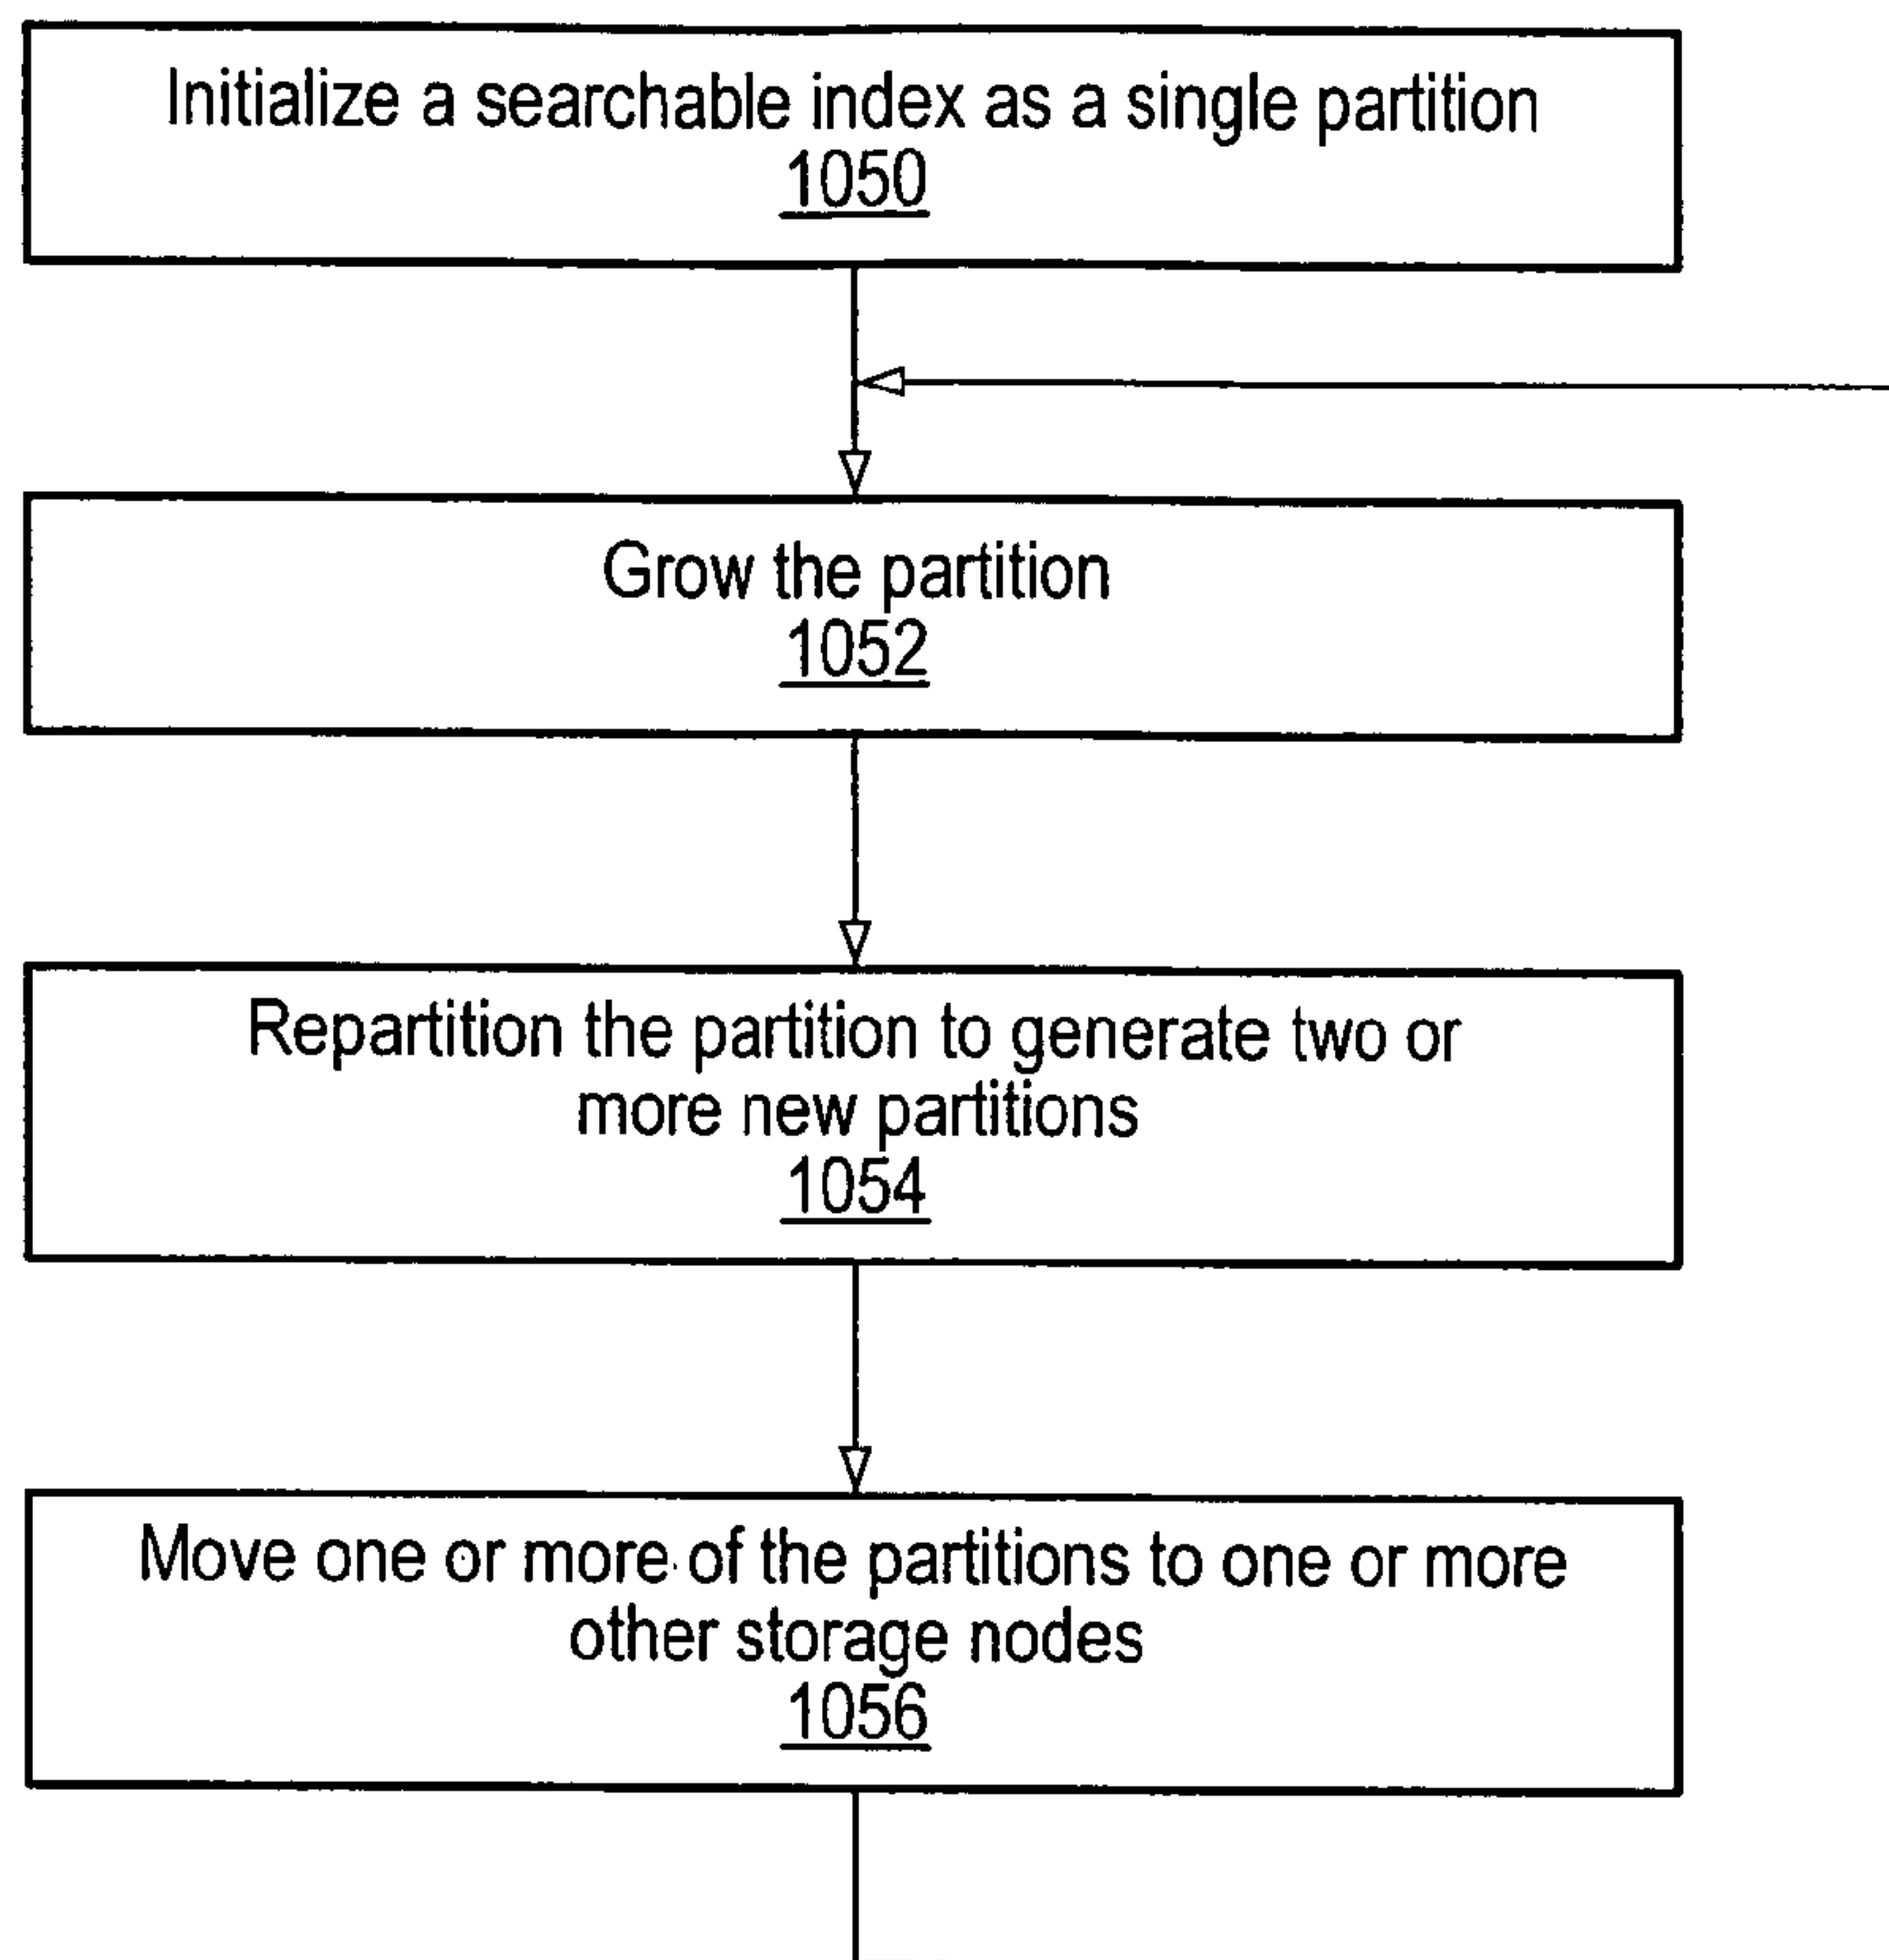 Initialize a searchable index as a single partition
1050
Grow the partition
1052
Repartition the partition to generate two or
more new partitions
1054
Move one or more of the partitions to one or more
other storage nodes
1056